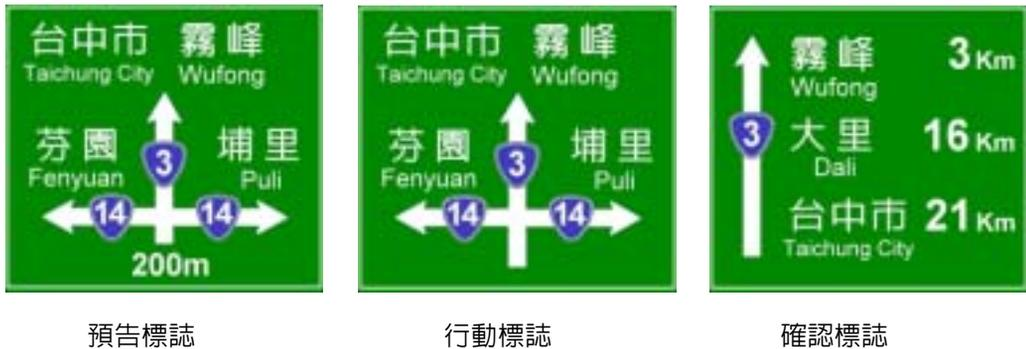 台中市 霧峰
Taichung City Wufong
芬園 3 埔里
Fenyuan Puli
14 14
200m
預告標誌
台中市 霧峰
Taichung City Wufong
芬園 3 埔里
Fenyuan Puli
14 14
行動標誌
霧峰 3 Km
Wufong
3 大里 16 Km
Dali
台中市 21 Km
Taichung City
確認標誌